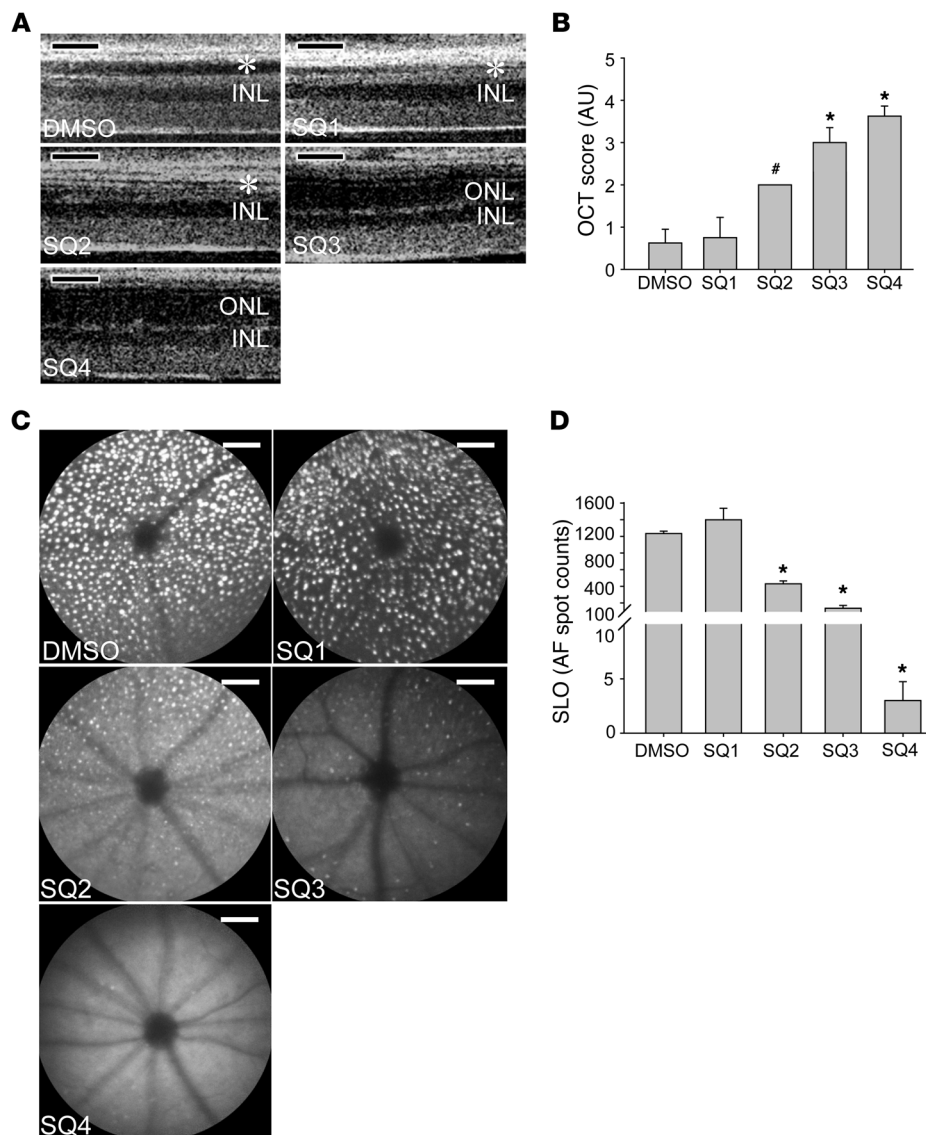 A
*
INL
DMSO
*
INL
SQ1
*
INL
SQ2
ONL
INL
SQ3
ONL
INL
SQ4
B
OCT score (AU)
5
4
3
2
1
0
#
*
*
DMSO SQ1 SQ2 SQ3 SQ4
C
DMSO
SQ1
SQ2
SQ3
SQ4
D
SLO (AF spot counts)
1600
1200
800
400
100
10
5
0
*
*
*
DMSO SQ1 SQ2 SQ3 SQ4